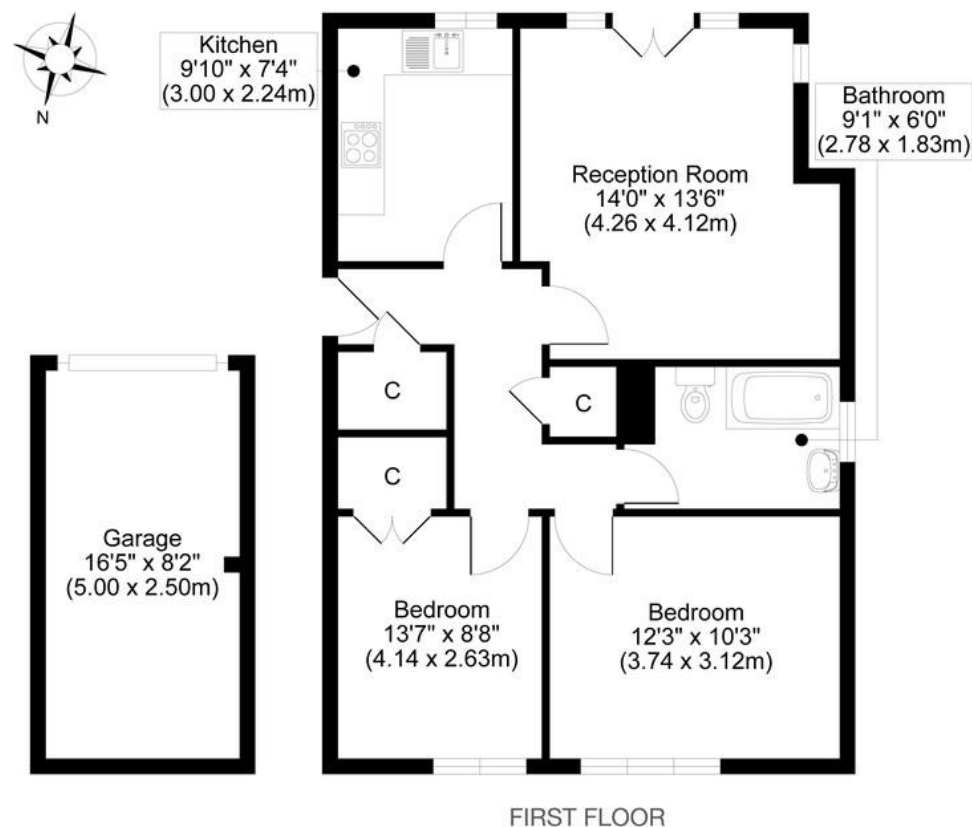 Kitchen
9'10" x 7'4"
(3.00 x 2.24m)
N
Bathroom
9'1" x 6'0"
(2.78 x 1.83m)
Reception Room
14'0" x 13'6"
(4.26 x 4.12m)
C
C
C
Garage
16'5" x 8'2"
(5.00 x 2.50m)
Bedroom
13'7" x 8'8"
(4.14 x 2.63m)
Bedroom
12'3" x 10'3"
(3.74 x 3.12m)
FIRST FLOOR